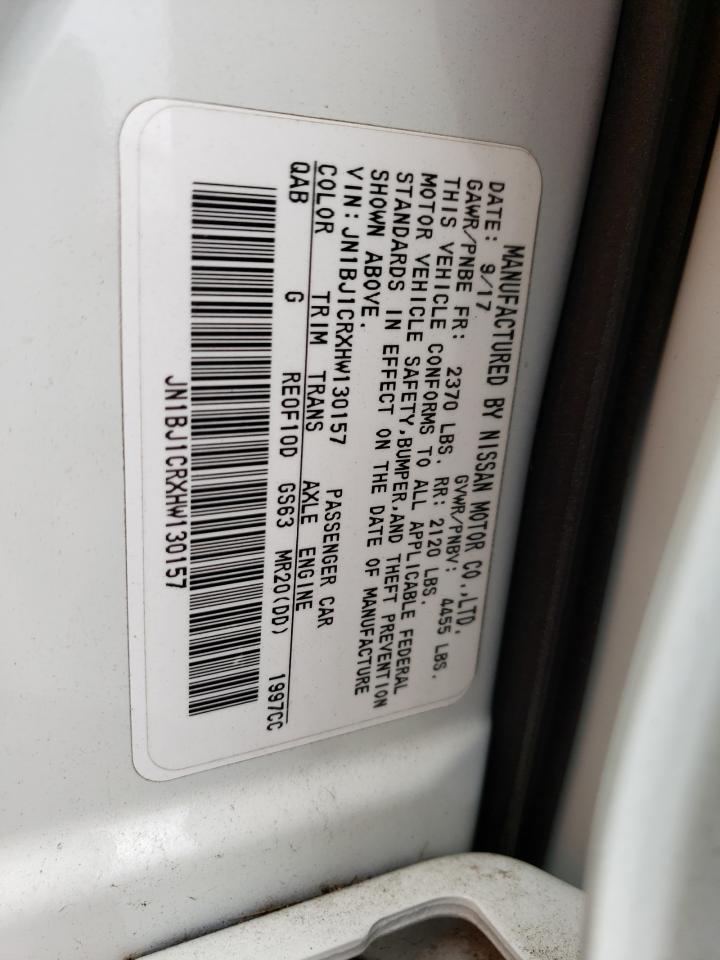 MANUFACTURED BY NISSAN MOTOR CO.,LTD.
DATE: 9/17 GVWR/PNBV: 4455 LBS.
GAWR/PNBE FR: 2370 LBS. RR: 2120 LBS.
THIS VEHICLE CONFORMS TO ALL APPLICABLE FEDERAL
MOTOR VEHICLE SAFETY,BUMPER,AND THEFT PREVENTION
STANDARDS IN EFFECT ON THE DATE OF MANUFACTURE
SHOWN ABOVE.
VIN:JN1BJ1CRXHW130157 PASSENGER CAR
COLOR TRIM TRANS AXLE ENGINE
QAB G RE0F10D GS63 MR20(DD) 1997CC
JN1BJ1CRXHW130157